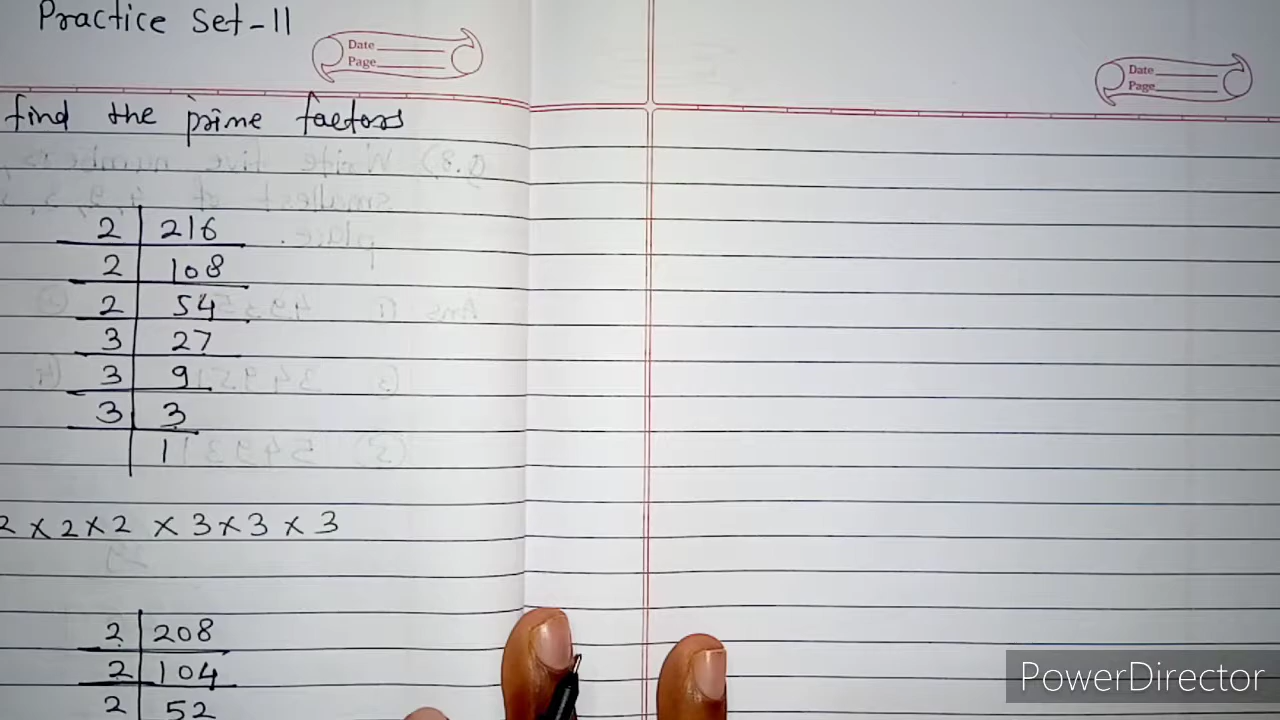 Practice Set-11
Date
Page
Date
Page
find the prime factors
2 | 216
2 | 108
2 | 54
3 | 27
3 | 9
3 | 3
| 1
2 x 2 x 2 x 3 x 3 x 3
2 | 208
2 | 104
2 | 52
PowerDirector